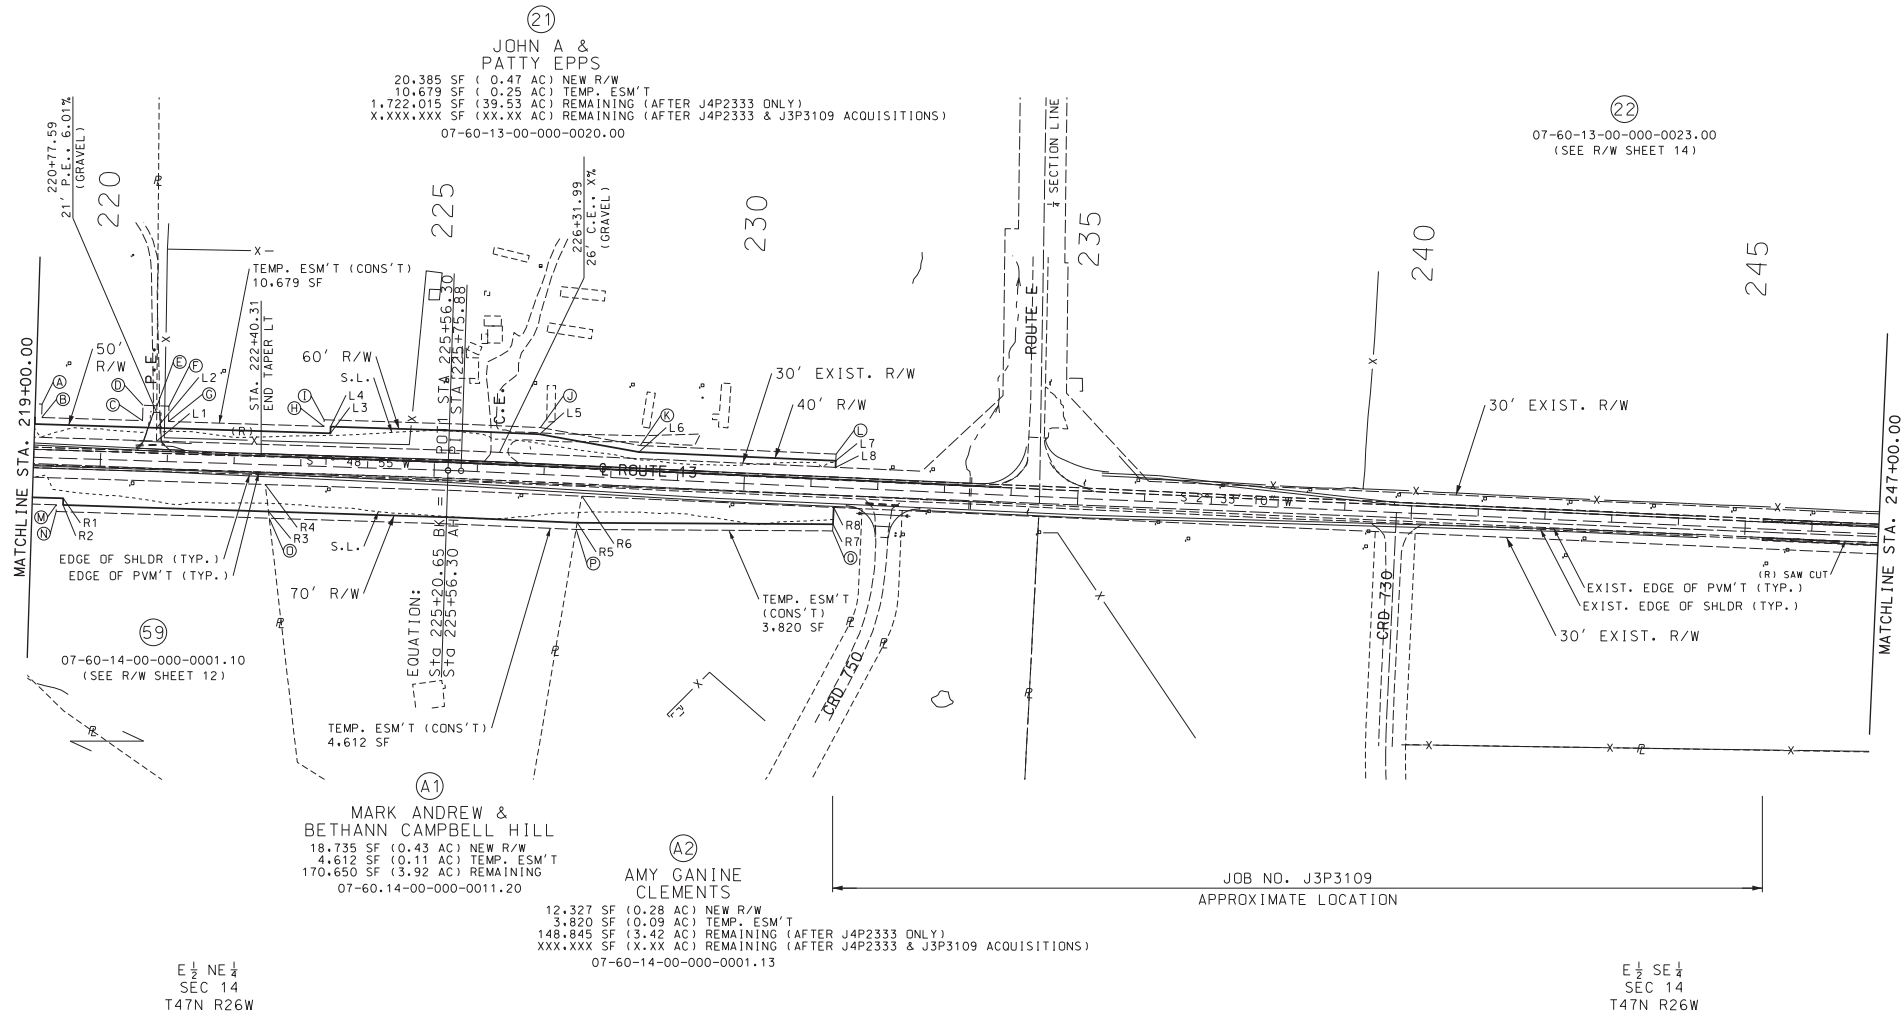 21
JOHN A &
PATTY EPPS
20,385 SF ( 0.47 AC) NEW R/W
10,679 SF ( 0.25 AC) TEMP. ESM'T
1,722,015 SF (39.53 AC) REMAINING (AFTER J4P2333 ONLY)
X,XXX,XXX SF (XX.XX AC) REMAINING (AFTER J4P2333 & J3P3109 ACQUISITIONS)
07-60-13-00-000-0020.00
22
07-60-13-00-000-0023.00
(SEE R/W SHEET 14)
220+77.59
21' P.E., 6.01%
(GRAVEL)
226+31.99
26' C.E., X%
(GRAVEL)
¼ SECTION LINE
220
225
230
235
240
245
TEMP. ESM'T (CONS'T)
10,679 SF
STA. 222+40.31
END TAPER LT
POT1 STA 225+56.30
PI STA 225+75.88
MATCHLINE STA. 219+00.00
50'
R/W
60' R/W
S.L.
P.E.
C.E.
ROUTE E
30' EXIST. R/W
40' R/W
30' EXIST. R/W
A
B
C
D
E
F
G
L2
L1
H
I
L4
L3
J
L5
K
L6
L
L7
L8
(R)
48' 55" W
ROUTE 13
S 2° 33' 10" W
M
N
R1
R2
R4
R3
O
R6
R5
P
R8
R7
Q
S.L.
EDGE OF SHLDR (TYP.)
EDGE OF PVM'T (TYP.)
70' R/W
EQUATION:
Sta 225+20.65 BK =
Sta 225+56.30 AH
TEMP. ESM'T
(CONS'T)
3,820 SF
CRD 750
CRD 730
(R) SAW CUT
EXIST. EDGE OF PVM'T (TYP.)
EXIST. EDGE OF SHLDR (TYP.)
30' EXIST. R/W
MATCHLINE STA. 247+00.00
59
07-60-14-00-000-0001.10
(SEE R/W SHEET 12)
TEMP. ESM'T (CONS'T)
4,612 SF
A1
MARK ANDREW &
BETHANN CAMPBELL HILL
18,735 SF (0.43 AC) NEW R/W
4,612 SF (0.11 AC) TEMP. ESM'T
170,650 SF (3.92 AC) REMAINING
07-60.14-00-000-0011.20
A2
AMY GANINE
CLEMENTS
12,327 SF (0.28 AC) NEW R/W
3,820 SF (0.09 AC) TEMP. ESM'T
148,845 SF (3.42 AC) REMAINING (AFTER J4P2333 ONLY)
XXX,XXX SF (X.XX AC) REMAINING (AFTER J4P2333 & J3P3109 ACQUISITIONS)
07-60-14-00-000-0001.13
JOB NO. J3P3109
APPROXIMATE LOCATION
E½ NE¼
SEC 14
T47N R26W
E½ SE¼
SEC 14
T47N R26W